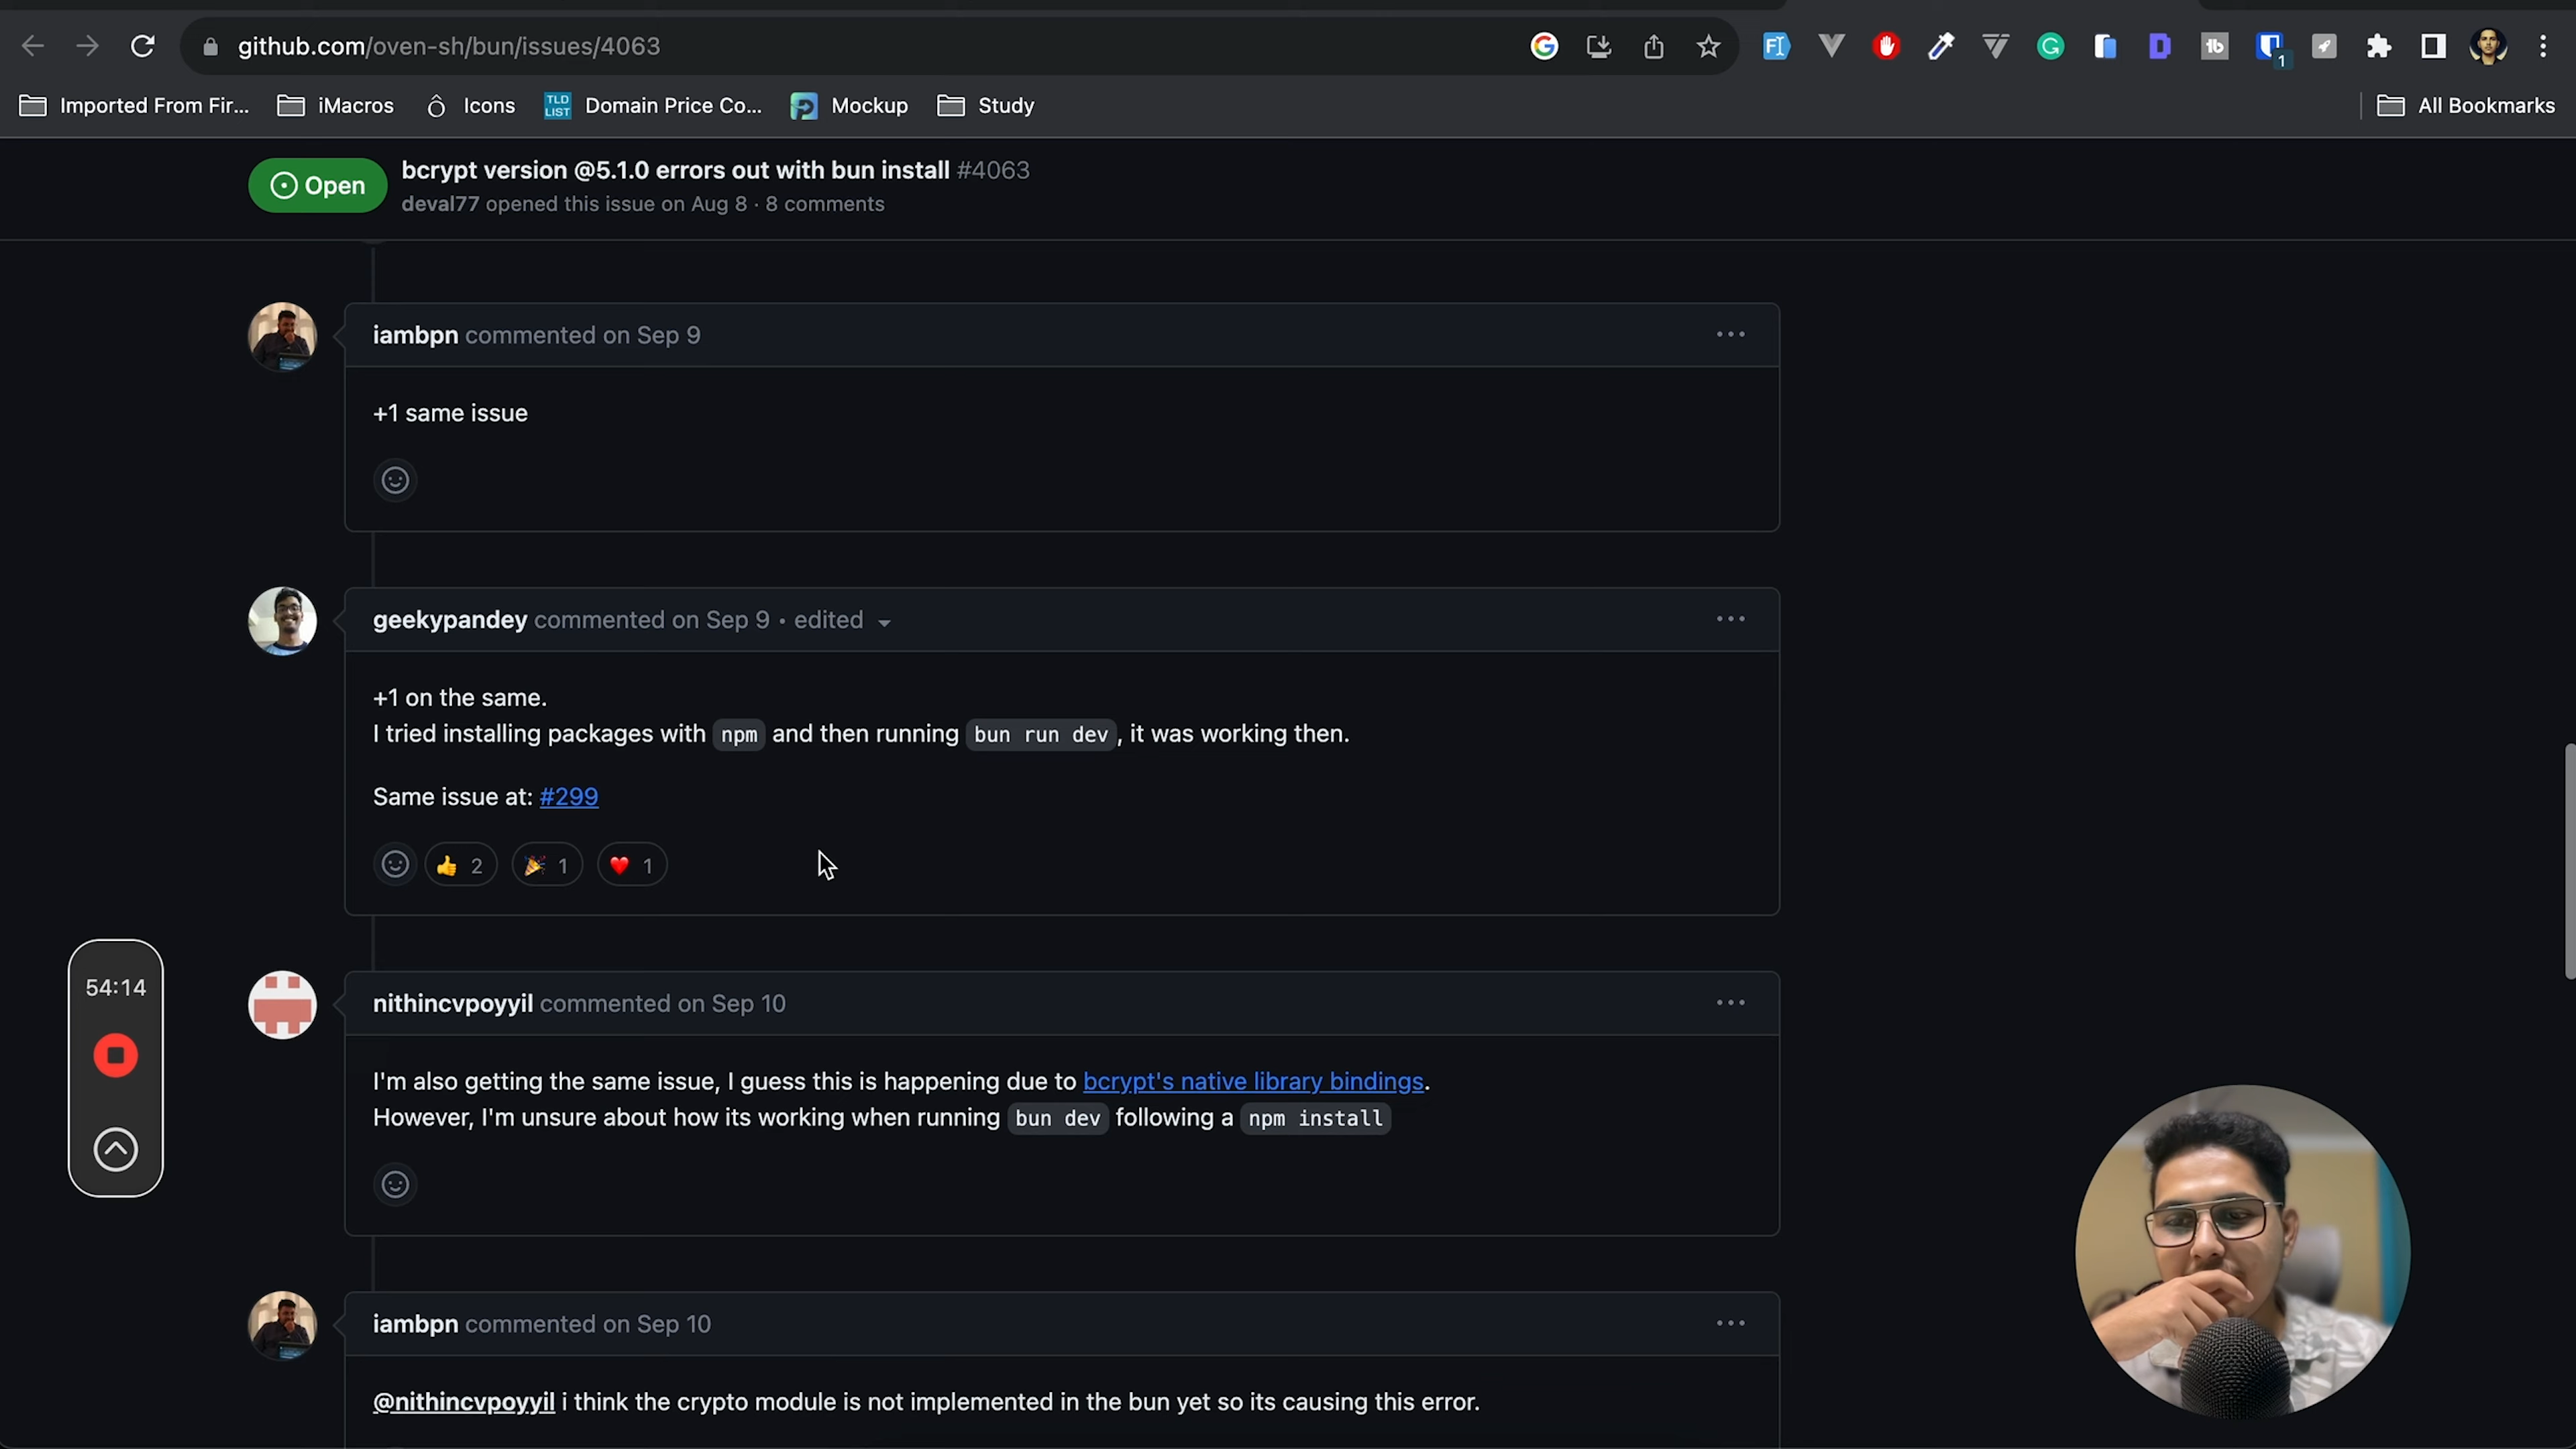 github.com/oven-sh/bun/issues/4063
1
Imported From Fir...
iMacros
Icons
TLD
LIST
Domain Price Co...
Mockup
Study
All Bookmarks
Open
bcrypt version @5.1.0 errors out with bun install #4063
deval77 opened this issue on Aug 8 · 8 comments
iambpn commented on Sep 9
+1 same issue
geekypandey commented on Sep 9 • edited
+1 on the same.
I tried installing packages with npm and then running bun run dev, it was working then.
Same issue at: #299
👍 2 🎉 1 ❤️ 1
nithincvpoyyil commented on Sep 10
I'm also getting the same issue, I guess this is happening due to bcrypt's native library bindings.
However, I'm unsure about how its working when running bun dev following a npm install
54:14
iambpn commented on Sep 10
@nithincvpoyyil i think the crypto module is not implemented in the bun yet so its causing this error.